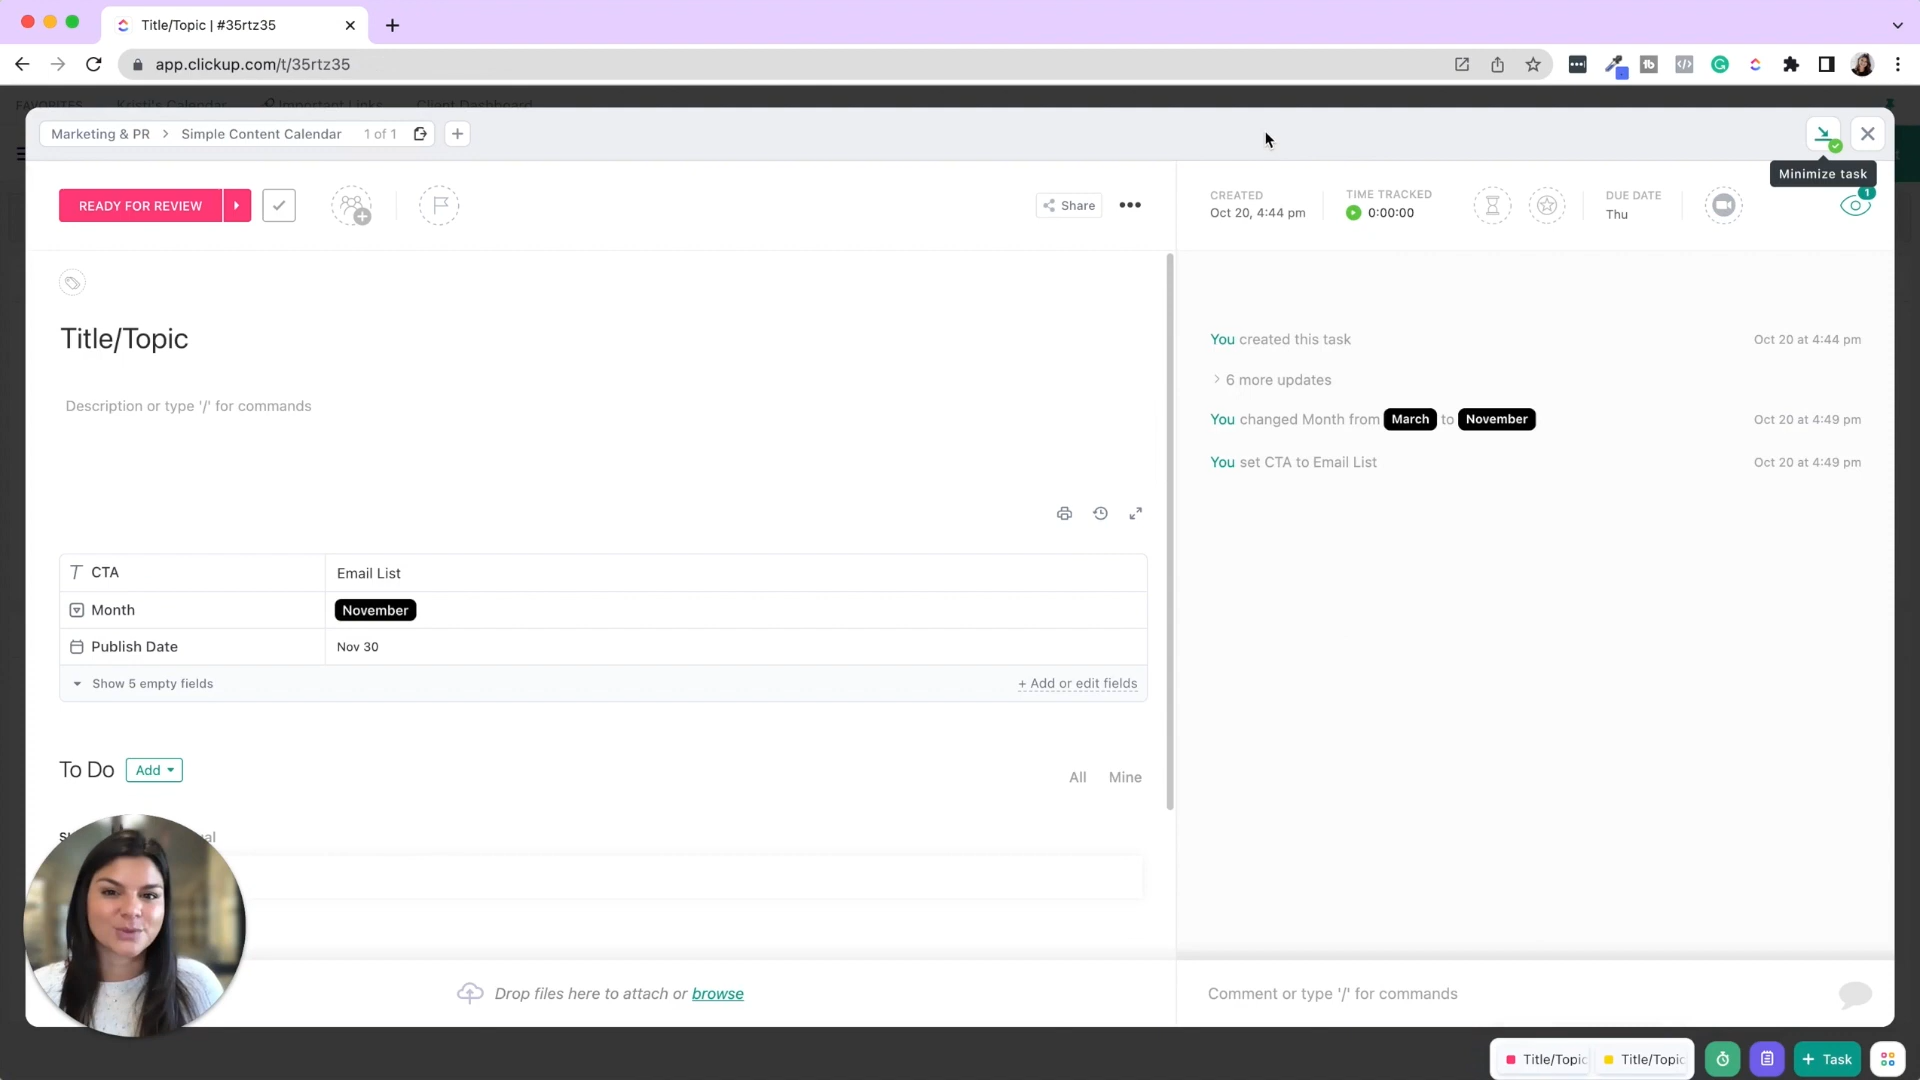 Title/Topic | #35rtz35
app.clickup.com/t/35rtz35
FAVORITES Kristi's Calendar Important Links Client Dashboard
Marketing & PR > Simple Content Calendar 1 of 1
Minimize task
READY FOR REVIEW
Share
CREATED
Oct 20, 4:44 pm
TIME TRACKED
0:00:00
DUE DATE
Thu
1
Title/Topic
Description or type '/' for commands
You created this task Oct 20 at 4:44 pm
6 more updates
You changed Month from March to November Oct 20 at 4:49 pm
You set CTA to Email List Oct 20 at 4:49 pm
CTA Email List
Month November
Publish Date Nov 30
Show 5 empty fields + Add or edit fields
To Do Add
All Mine
Drop files here to attach or browse
Comment or type '/' for commands
Title/Topic Title/Topic + Task